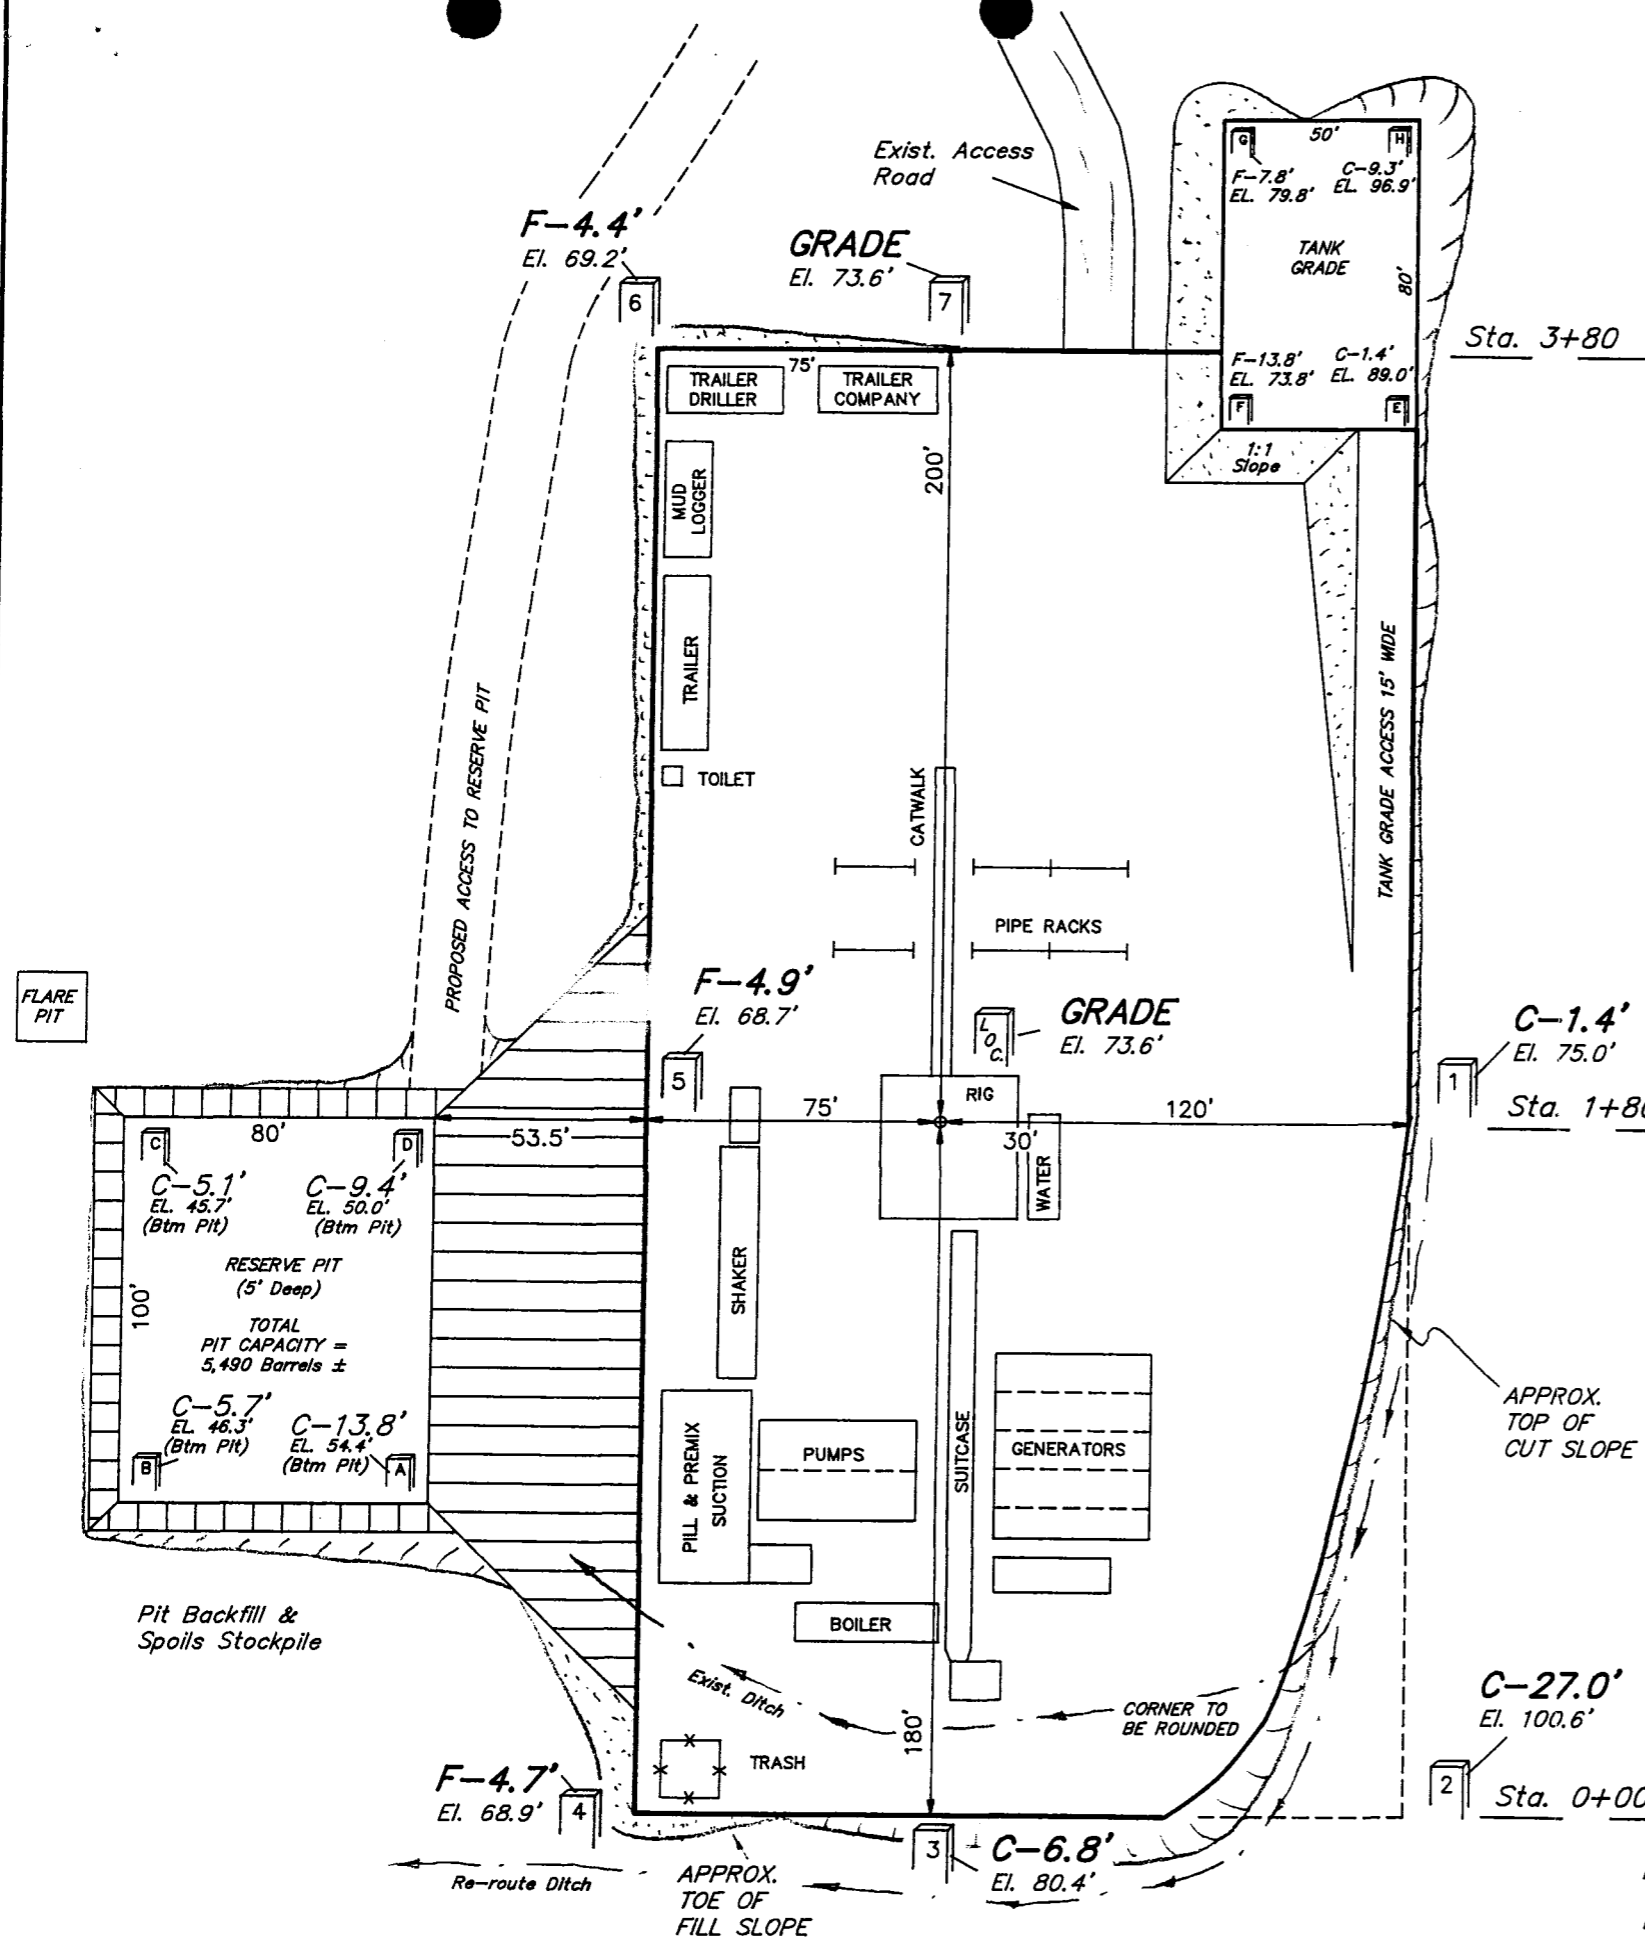 Exist. Access
Road
G
50'
H
F-7.8'
EL. 79.8'
C-9.3'
EL. 96.9'
TANK
GRADE
80'
F-13.8'
EL. 73.8'
C-1.4'
EL. 89.0'
F
E
1:1
Slope
Sta. 3+80
F-4.4'
El. 69.2'
6
GRADE
El. 73.6'
7
75'
TRAILER
DRILLER
TRAILER
COMPANY
MUD
LOGGER
200'
TRAILER
TOILET
CATWALK
PIPE RACKS
TANK GRADE ACCESS 15' WIDE
PROPOSED ACCESS TO RESERVE PIT
FLARE
PIT
F-4.9'
El. 68.7'
5
LOC.
GRADE
El. 73.6'
C-1.4'
El. 75.0'
1
Sta. 1+80
RIG
75'
120'
30'
53.5'
80'
WATER
C
D
C-5.1'
EL. 45.7'
(Btm Pit)
C-9.4'
EL. 50.0'
(Btm Pit)
RESERVE PIT
(5' Deep)
100'
TOTAL
PIT CAPACITY =
5,490 Barrels ±
C-5.7'
EL. 46.3'
(Btm Pit)
C-13.8'
EL. 54.4'
(Btm Pit)
B
A
SHAKER
PILL & PREMIX
SUCTION
PUMPS
SUITCASE
GENERATORS
BOILER
APPROX.
TOP OF
CUT SLOPE
Pit Backfill &
Spoils Stockpile
Exist. Ditch
CORNER TO
BE ROUNDED
180'
TRASH
C-27.0'
El. 100.6'
2
Sta. 0+00
F-4.7'
El. 68.9'
4
3
C-6.8'
El. 80.4'
Re-route Ditch
APPROX.
TOE OF
FILL SLOPE